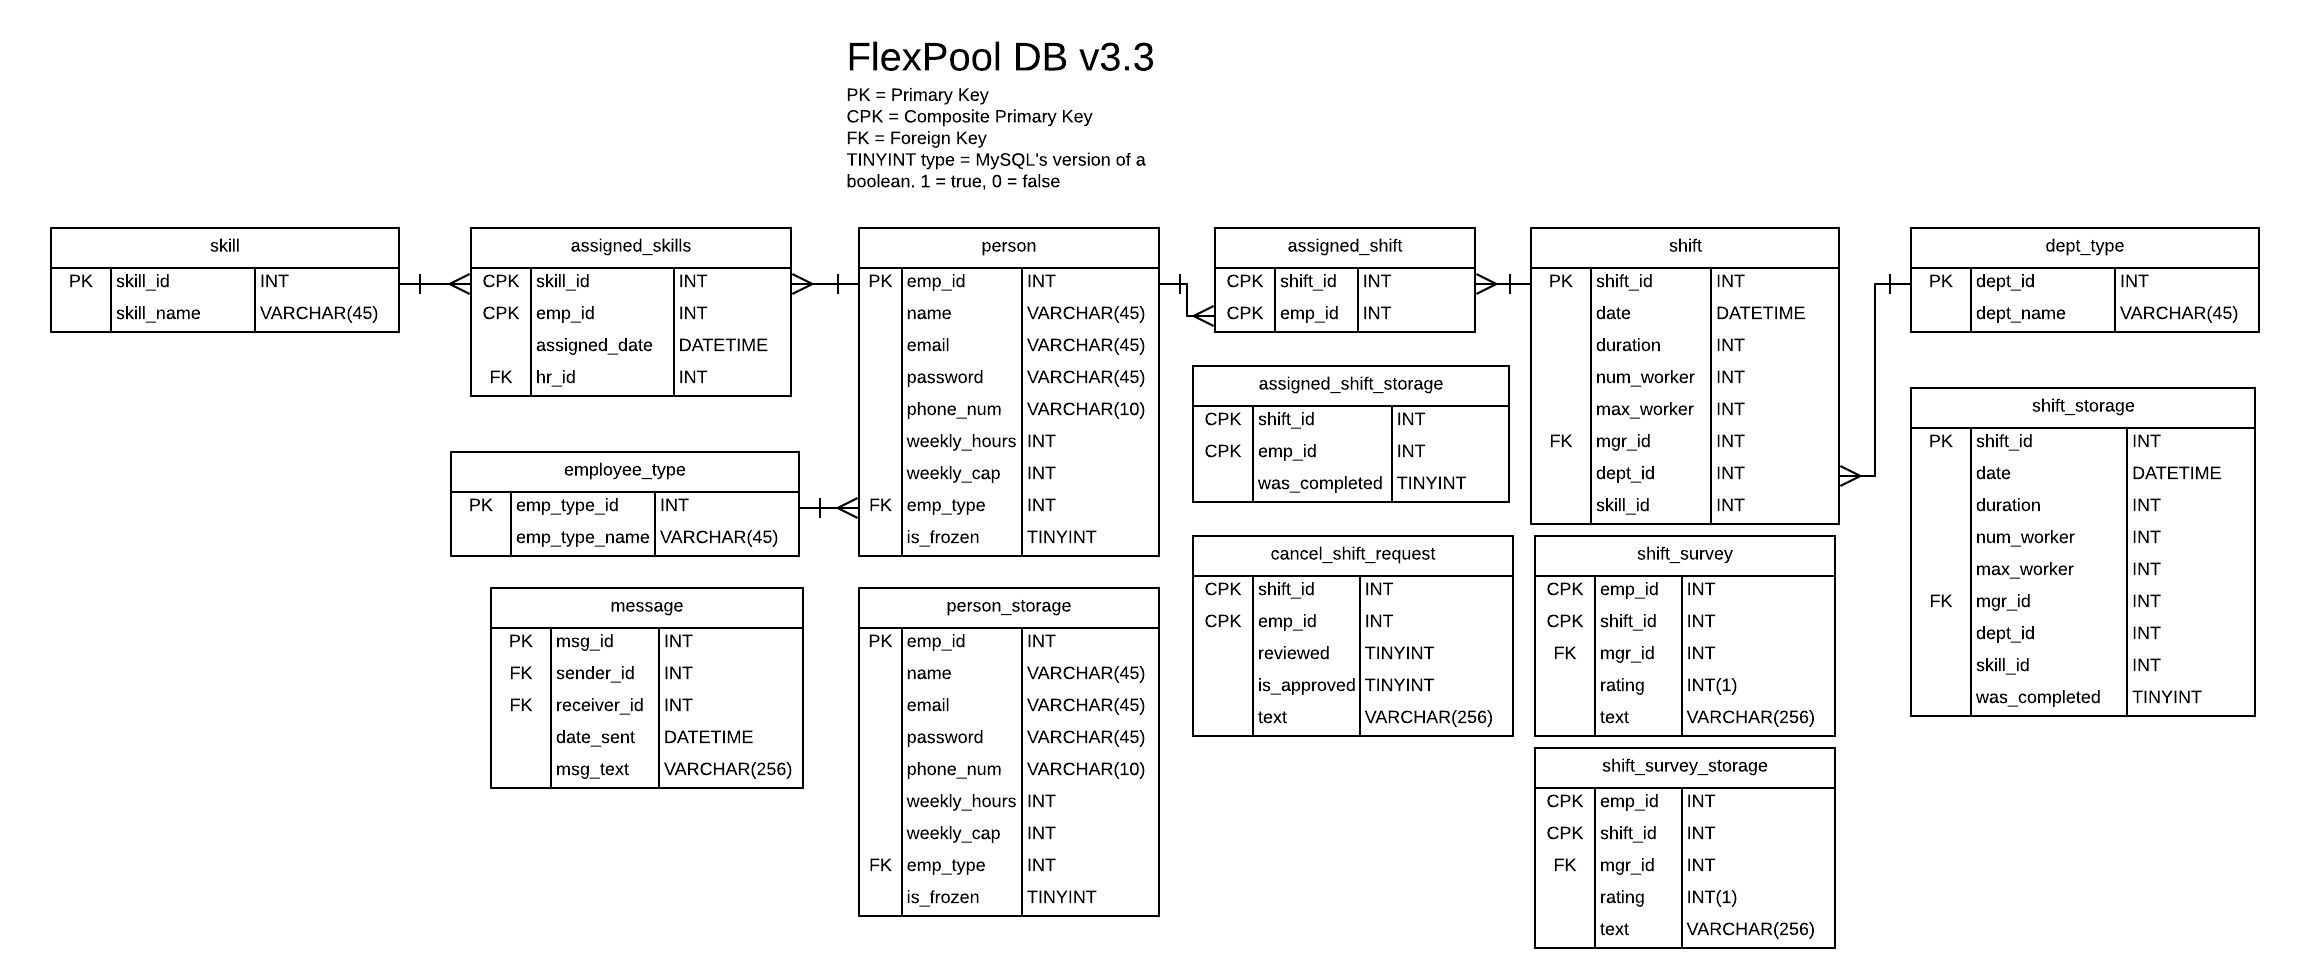 FlexPool DB v3.3
PK = Primary Key
CPK = Composite Primary Key
FK = Foreign Key
TINYINT type = MySQL's version of a
boolean. 1 = true, 0 = false
skill
PK skill_id INT
skill_name VARCHAR(45)
assigned_skills
CPK skill_id INT
CPK emp_id INT
assigned_date DATETIME
FK hr_id INT
employee_type
PK emp_type_id INT
emp_type_name VARCHAR(45)
message
PK msg_id INT
FK sender_id INT
FK receiver_id INT
date_sent DATETIME
msg_text VARCHAR(256)
person
PK emp_id INT
name VARCHAR(45)
email VARCHAR(45)
password VARCHAR(45)
phone_num VARCHAR(10)
weekly_hours INT
weekly_cap INT
FK emp_type INT
is_frozen TINYINT
person_storage
PK emp_id INT
name VARCHAR(45)
email VARCHAR(45)
password VARCHAR(45)
phone_num VARCHAR(10)
weekly_hours INT
weekly_cap INT
FK emp_type INT
is_frozen TINYINT
assigned_shift
CPK shift_id INT
CPK emp_id INT
assigned_shift_storage
CPK shift_id INT
CPK emp_id INT
was_completed TINYINT
cancel_shift_request
CPK shift_id INT
CPK emp_id INT
reviewed TINYINT
is_approved TINYINT
text VARCHAR(256)
shift
PK shift_id INT
date DATETIME
duration INT
num_worker INT
max_worker INT
FK mgr_id INT
dept_id INT
skill_id INT
shift_survey
CPK emp_id INT
CPK shift_id INT
FK mgr_id INT
rating INT(1)
text VARCHAR(256)
shift_survey_storage
CPK emp_id INT
CPK shift_id INT
FK mgr_id INT
rating INT(1)
text VARCHAR(256)
dept_type
PK dept_id INT
dept_name VARCHAR(45)
shift_storage
PK shift_id INT
date DATETIME
duration INT
num_worker INT
max_worker INT
FK mgr_id INT
dept_id INT
skill_id INT
was_completed TINYINT